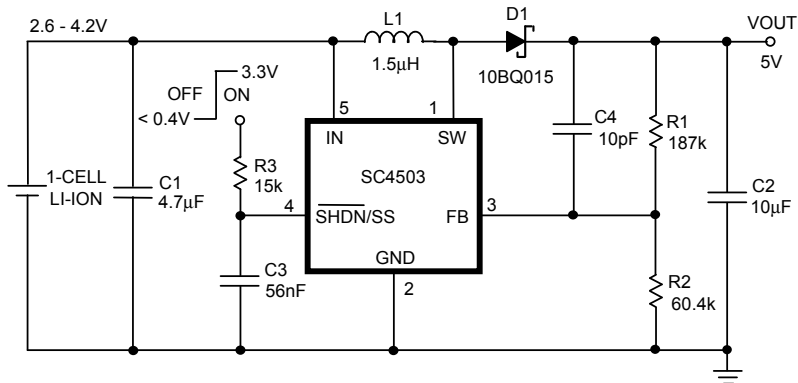 2.6 - 4.2V
L1
1.5μH
D1
10BQ015
VOUT
5V
OFF
ON
3.3V
< 0.4V
5
1
IN
SW
SC4503
SHDN/SS
FB
GND
4
3
2
R3
15k
C4
10pF
R1
187k
1-CELL
LI-ION
C1
4.7μF
C2
10μF
C3
56nF
R2
60.4k